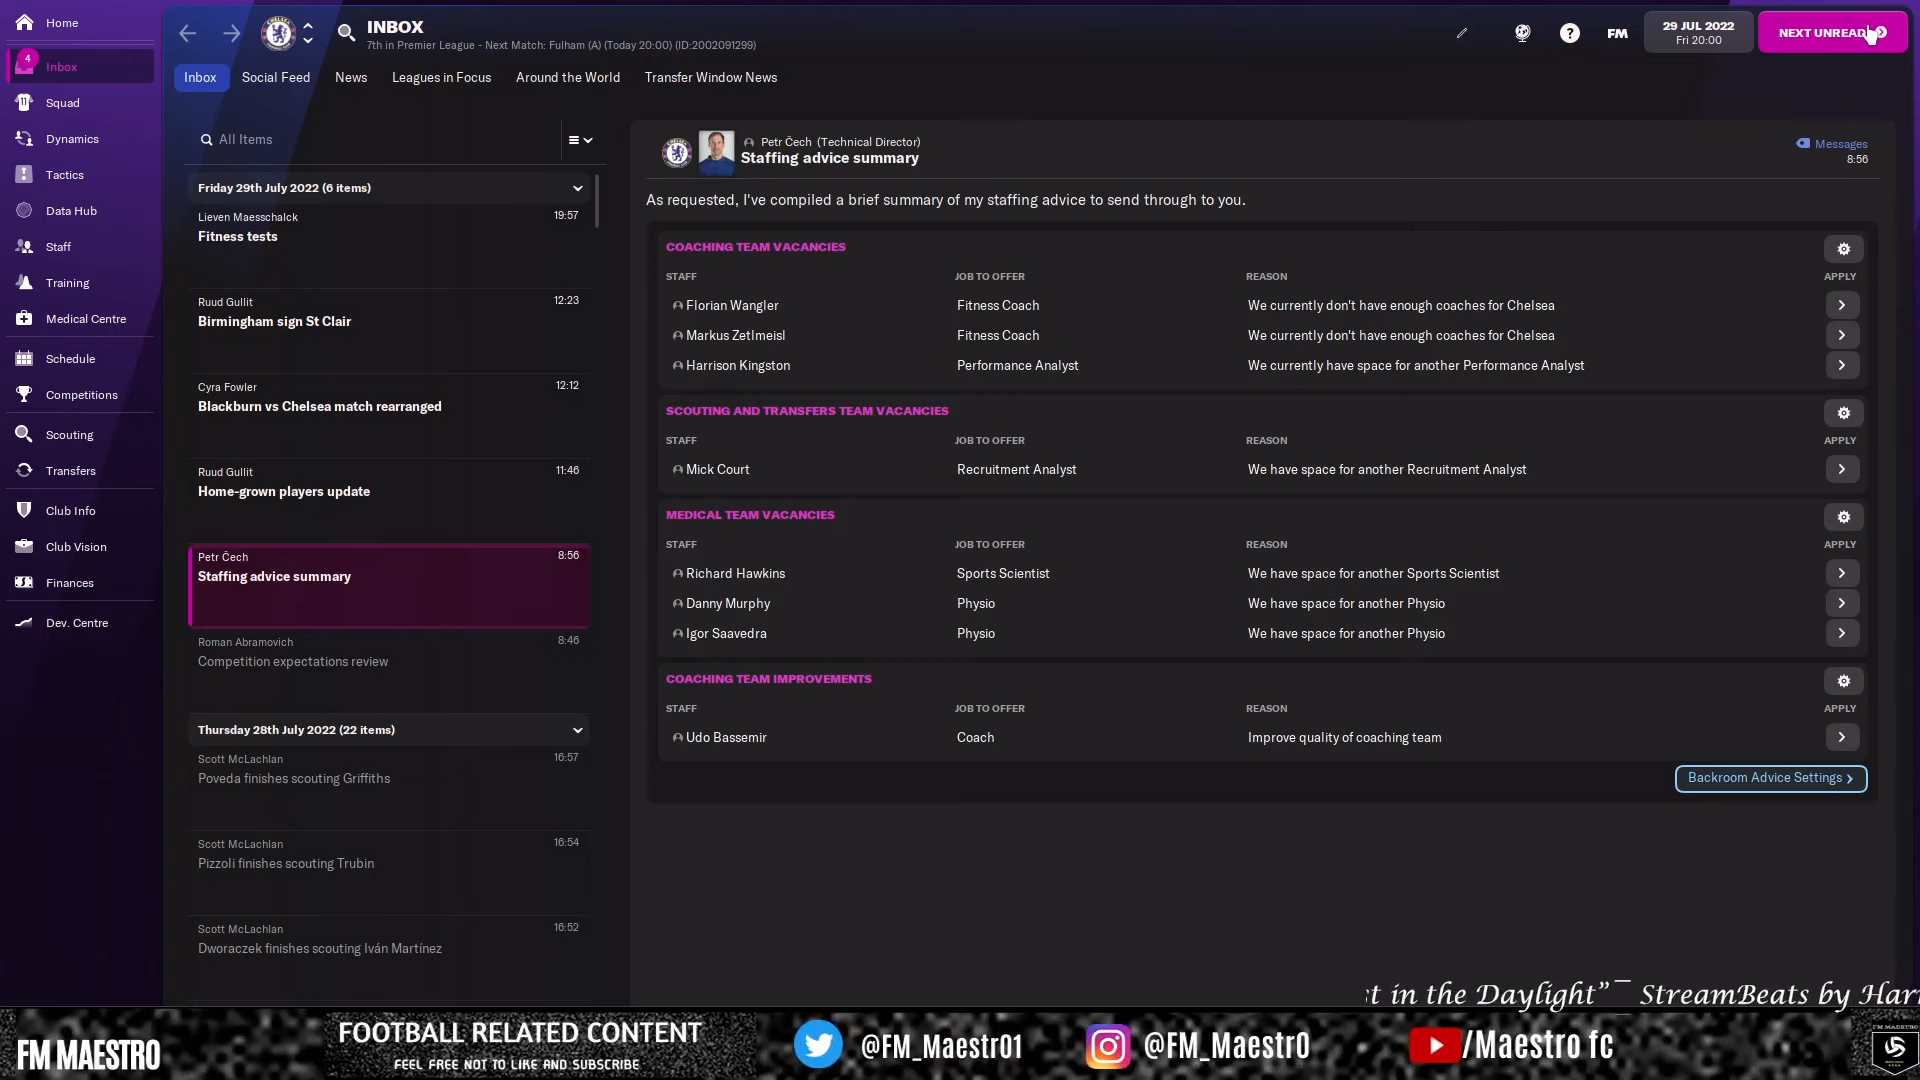 Home
4
Inbox
Squad
Dynamics
Tactics
Data Hub
Staff
Training
Medical Centre
Schedule
Competitions
Scouting
Transfers
Club Info
Club Vision
Finances
Dev. Centre
INBOX
7th in Premier League - Next Match: Fulham (A) (Today 20:00) (ID:2002091299)
?
FM
29 JUL 2022
Fri 20:00
NEXT UNREAD
Inbox
Social Feed
News
Leagues in Focus
Around the World
Transfer Window News
All Items
Friday 29th July 2022 (6 items)
Lieven Maesschalck 19:57
Fitness tests
Ruud Gullit 12:23
Birmingham sign St Clair
Cyra Fowler 12:12
Blackburn vs Chelsea match rearranged
Ruud Gullit 11:46
Home-grown players update
Petr Čech 8:56
Staffing advice summary
Roman Abramovich 8:46
Competition expectations review
Thursday 28th July 2022 (22 items)
Scott McLachlan 16:57
Poveda finishes scouting Griffiths
Scott McLachlan 16:54
Pizzoli finishes scouting Trubin
Scott McLachlan 16:52
Dworaczek finishes scouting Iván Martínez
Petr Čech (Technical Director)
Staffing advice summary
Messages
8:56
As requested, I've compiled a brief summary of my staffing advice to send through to you.
COACHING TEAM VACANCIES
STAFF JOB TO OFFER REASON APPLY
Florian Wangler Fitness Coach We currently don't have enough coaches for Chelsea
Markus Zetlmeisl Fitness Coach We currently don't have enough coaches for Chelsea
Harrison Kingston Performance Analyst We currently have space for another Performance Analyst
SCOUTING AND TRANSFERS TEAM VACANCIES
STAFF JOB TO OFFER REASON APPLY
Mick Court Recruitment Analyst We have space for another Recruitment Analyst
MEDICAL TEAM VACANCIES
STAFF JOB TO OFFER REASON APPLY
Richard Hawkins Sports Scientist We have space for another Sports Scientist
Danny Murphy Physio We have space for another Physio
Igor Saavedra Physio We have space for another Physio
COACHING TEAM IMPROVEMENTS
STAFF JOB TO OFFER REASON APPLY
Udo Bassemir Coach Improve quality of coaching team
Backroom Advice Settings
st in the Daylight” StreamBeats by Harr
FM MAESTRO
FOOTBALL RELATED CONTENT
FEEL FREE NOT TO LIKE AND SUBSCRIBE
@FM_Maestr01
@FM_Maestr0
/Maestro fc
FM MAESTRO